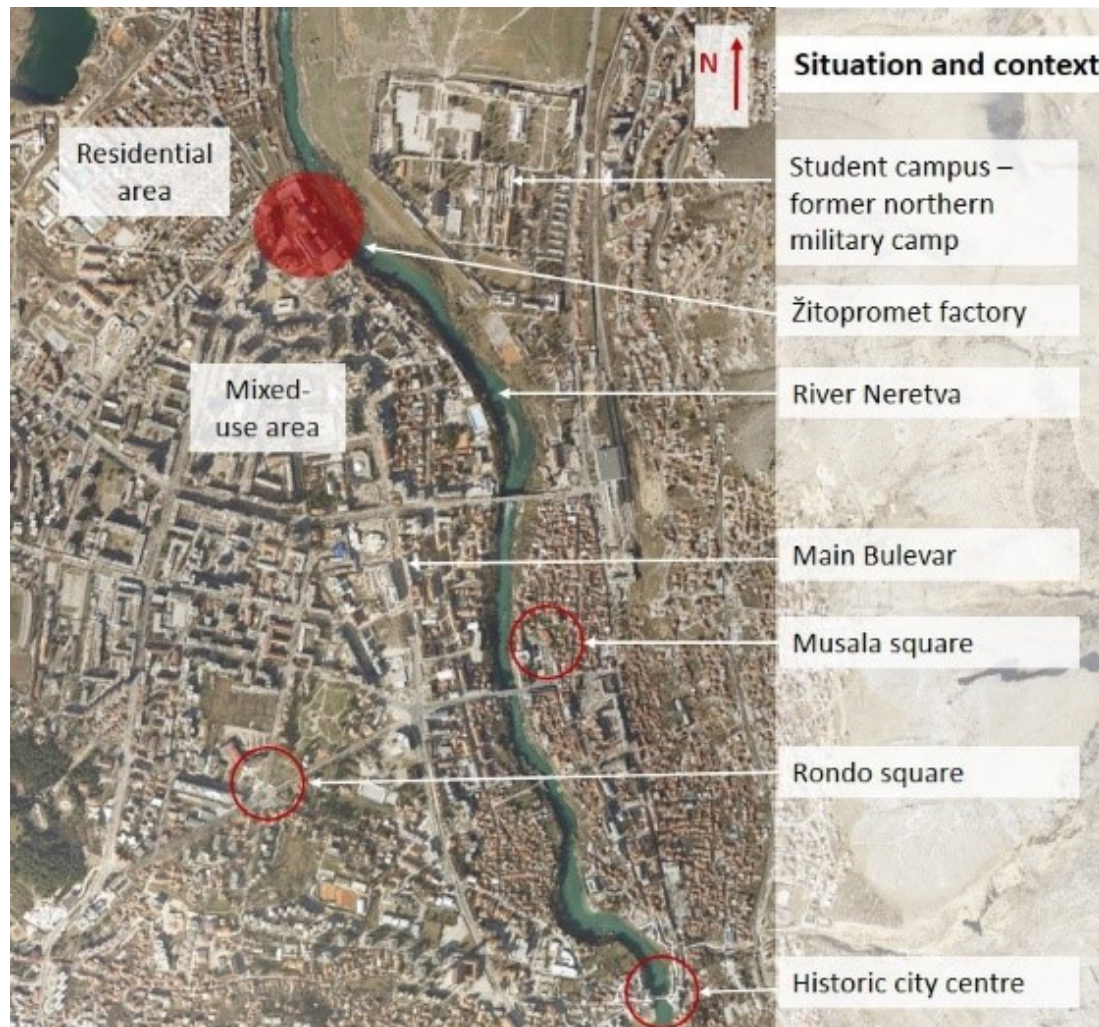 N
Situation and context
Residential
area
Student campus –
former northern
military camp
Žitopromet factory
Mixed-
use area
River Neretva
Main Bulevar
Musala square
Rondo square
Historic city centre